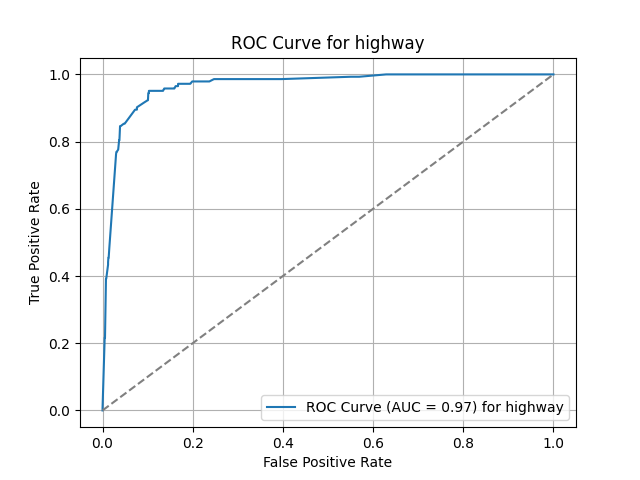 ROC Curve for highway
1.0
0.8
0.6
0.4
0.2
0.0
True Positive Rate
ROC Curve (AUC = 0.97) for highway
0.0 0.2 0.4 0.6 0.8 1.0
False Positive Rate